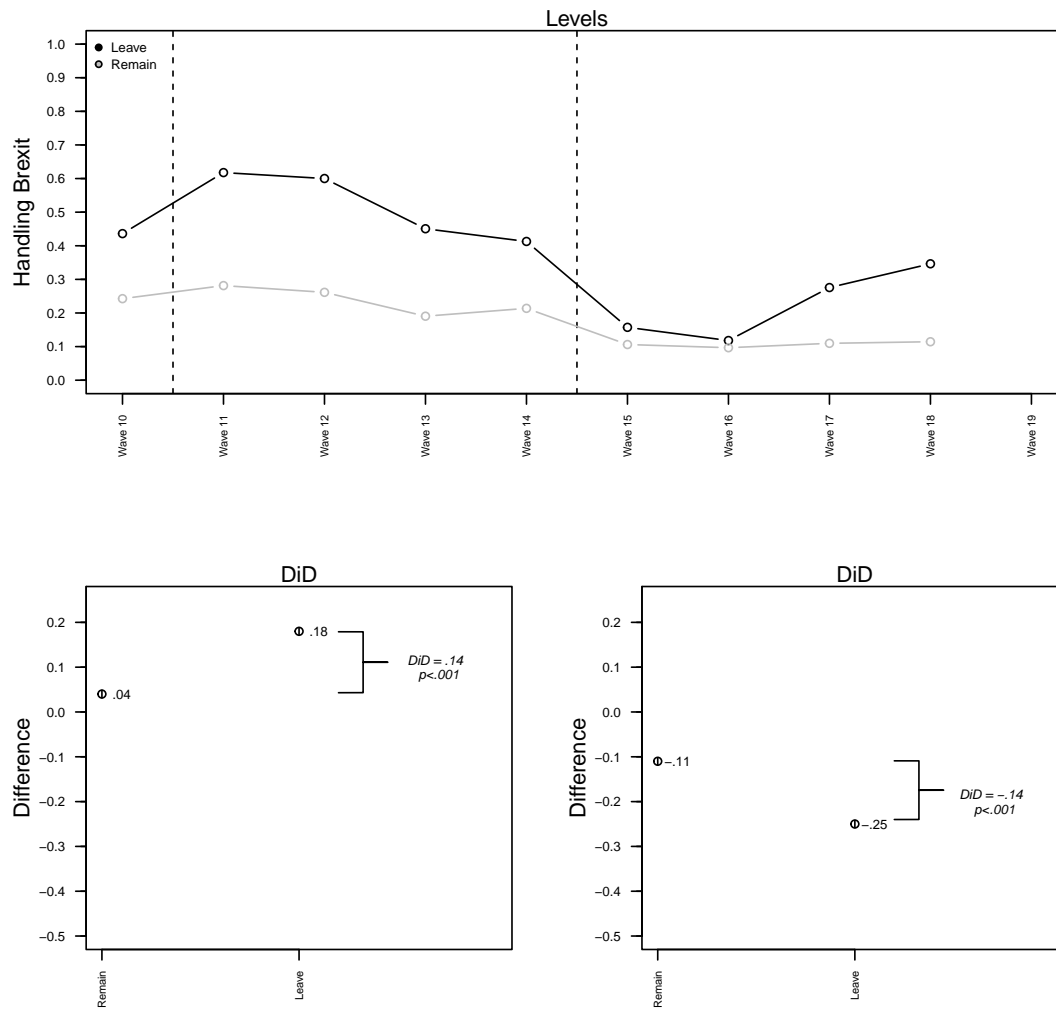 Levels
Handling Brexit
1.0
0.9
0.8
0.7
0.6
0.5
0.4
0.3
0.2
0.1
0.0
Leave
Remain
Wave 10
Wave 11
Wave 12
Wave 13
Wave 14
Wave 15
Wave 16
Wave 17
Wave 18
Wave 19
DiD
Difference
0.2
0.1
0.0
−0.1
−0.2
−0.3
−0.4
−0.5
.04
.18
DiD = .14
p<.001
Remain
Leave
DiD
Difference
0.2
0.1
0.0
−0.1
−0.2
−0.3
−0.4
−0.5
−.11
−.25
DiD = −.14
p<.001
Remain
Leave